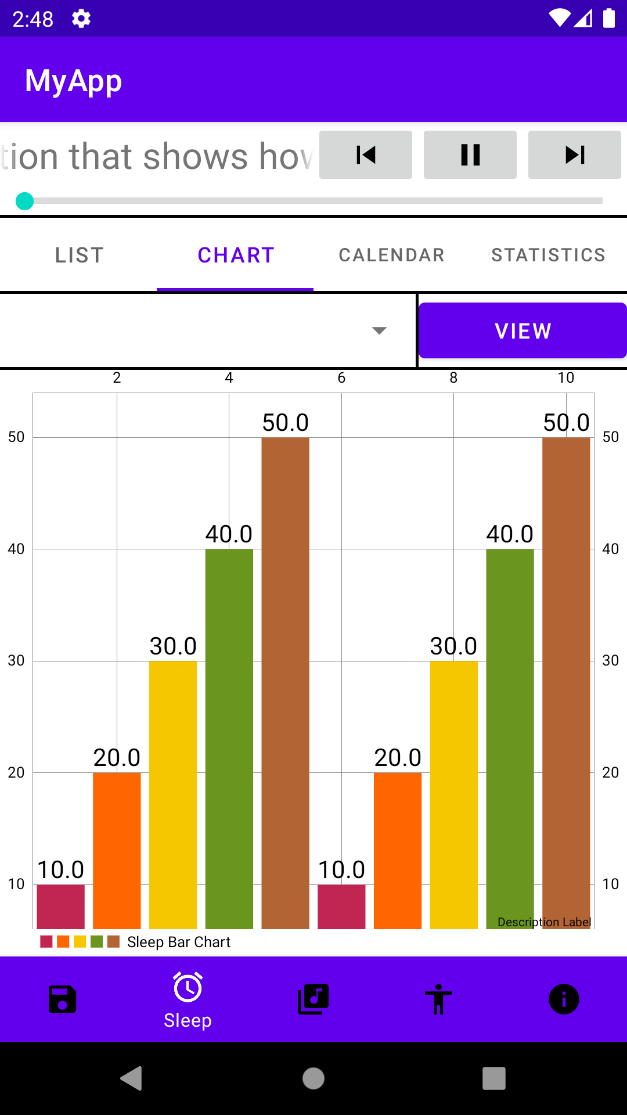 2:48
MyApp
tion that shows how
LIST CHART CALENDAR STATISTICS
VIEW
2 4 6 8 10
50.0 50.0
50 50
40.0 40.0
40 40
30.0 30.0
30 30
20.0 20.0
20 20
10.0 10.0
10 10
Description Label
Sleep Bar Chart
Sleep